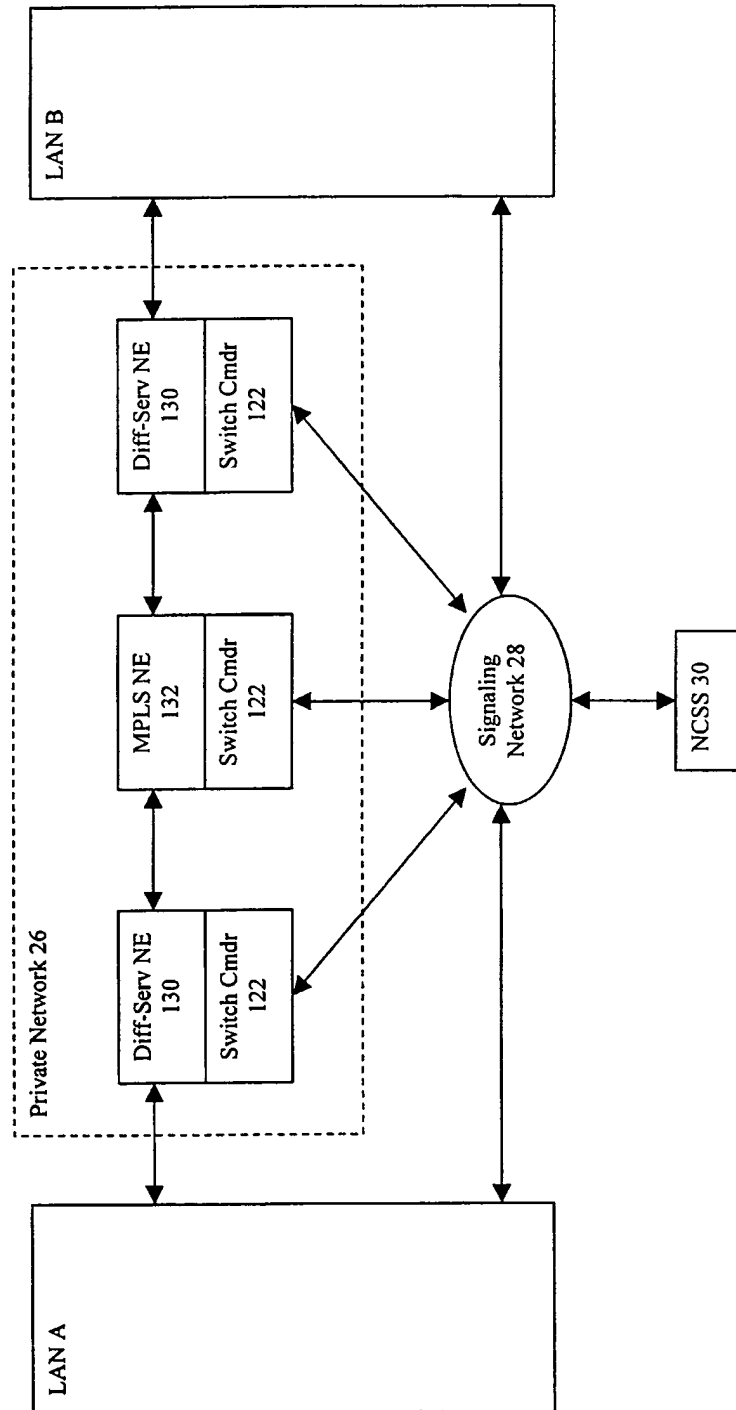 LAN A
Private Network 26
Diff-Serv NE
130
Switch Cmdr
122
MPLS NE
132
Switch Cmdr
122
Diff-Serv NE
130
Switch Cmdr
122
LAN B
Signaling
Network 28
NCSS 30